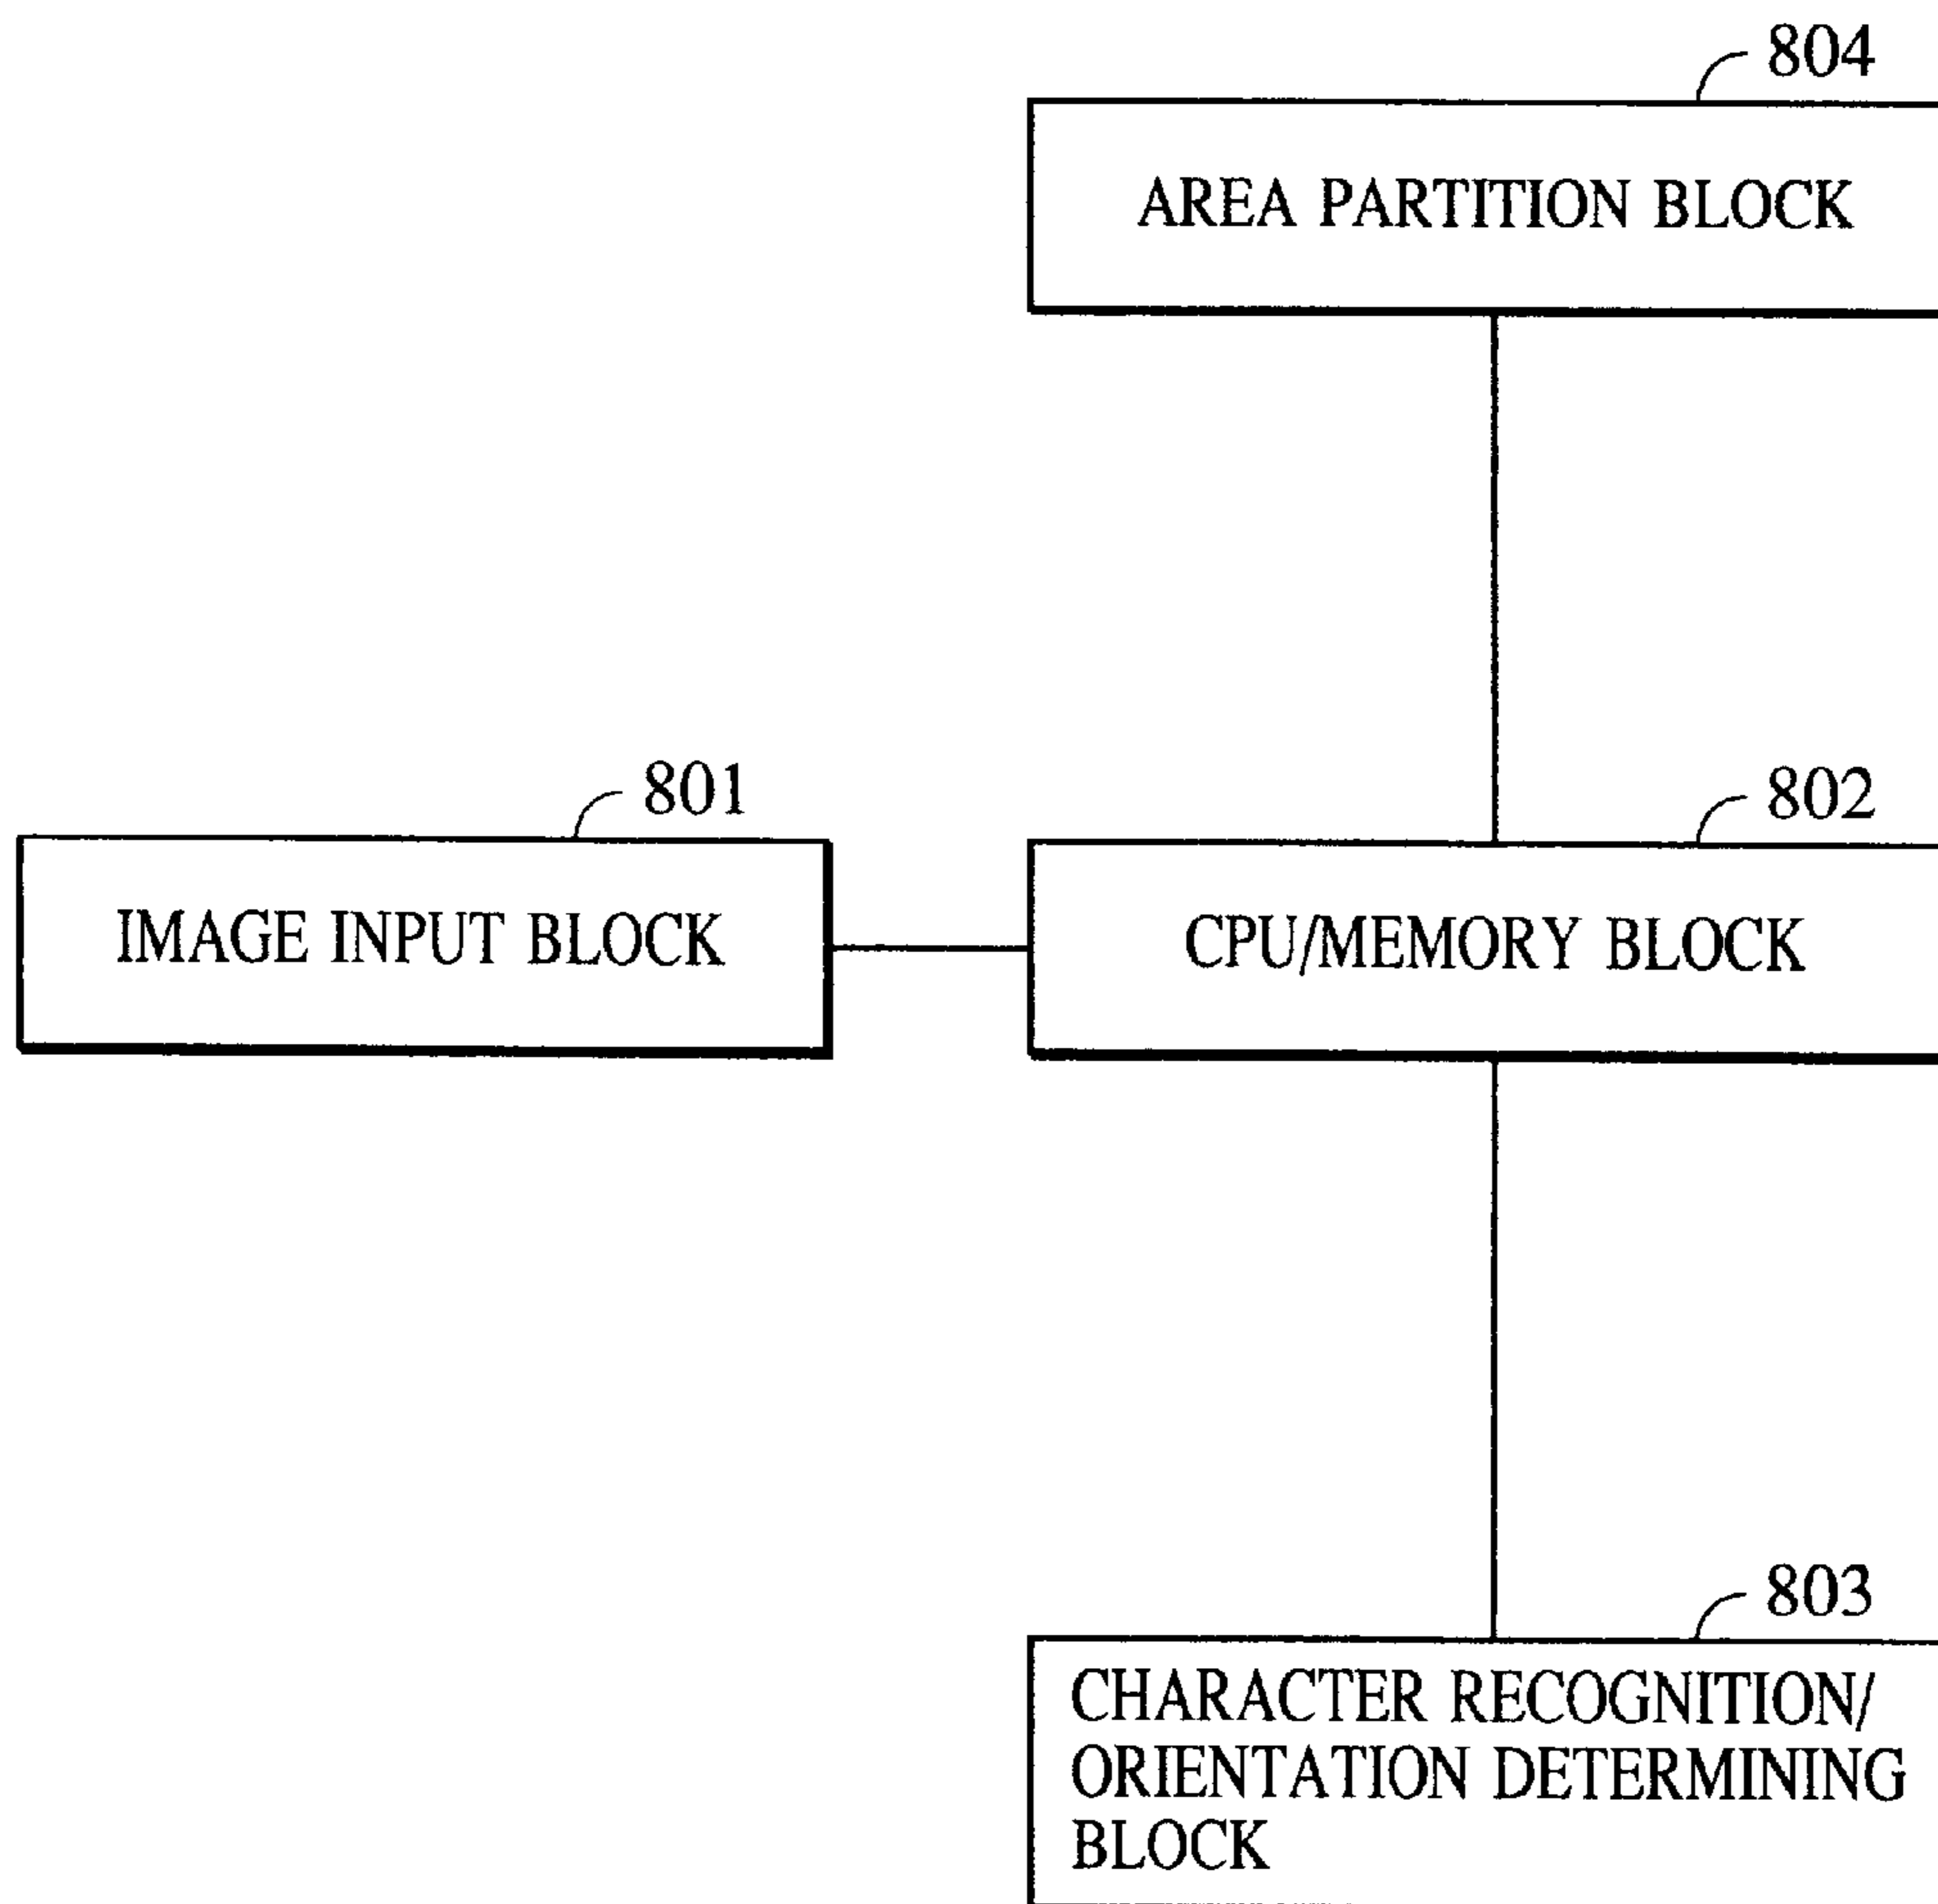 804
AREA PARTITION BLOCK
801
802
IMAGE INPUT BLOCK
CPU/MEMORY BLOCK
803
CHARACTER RECOGNITION/
ORIENTATION DETERMINING
BLOCK